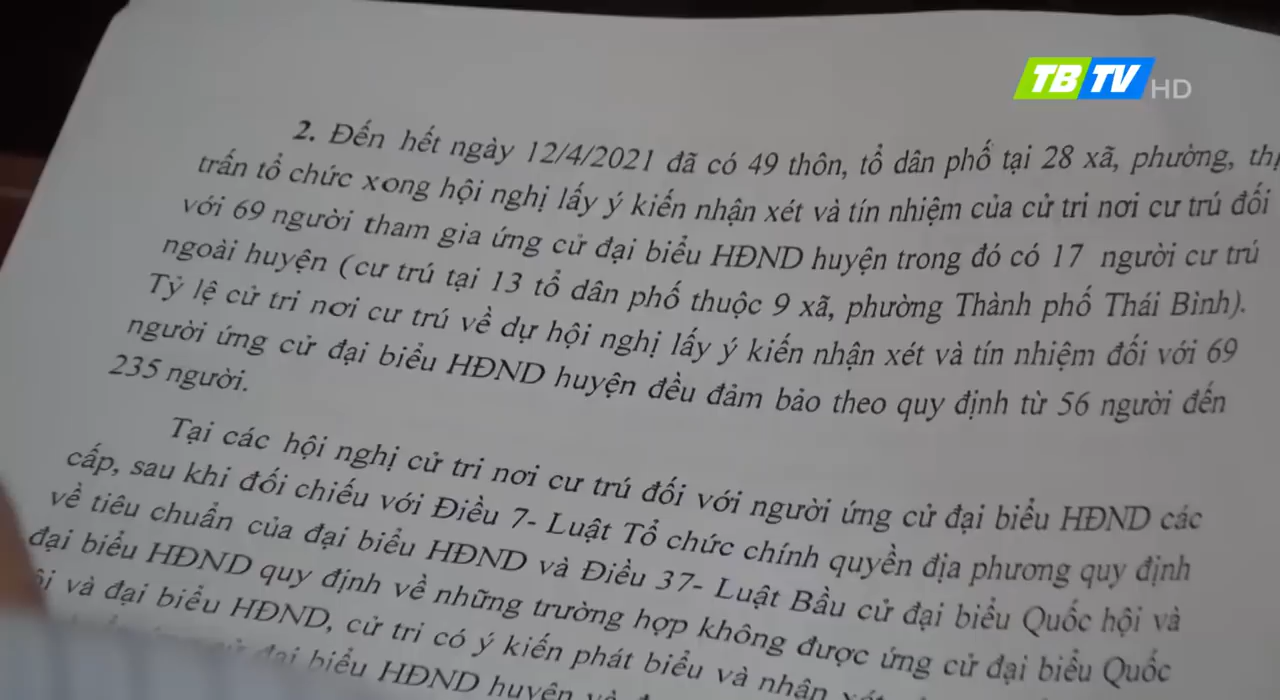 TBTV HD
2. Đến hết ngày 12/4/2021 đã có 49 thôn, tổ dân phố tại 28 xã, phường, thị
trấn tổ chức xong hội nghị lấy ý kiến nhận xét và tín nhiệm của cử tri nơi cư trú đối
với 69 người tham gia ứng cử đại biểu HĐND huyện trong đó có 17 người cư trú
ngoài huyện (cư trú tại 13 tổ dân phố thuộc 9 xã, phường Thành phố Thái Bình).
Tỷ lệ cử tri nơi cư trú về dự hội nghị lấy ý kiến nhận xét và tín nhiệm đối với 69
người ứng cử đại biểu HĐND huyện đều đảm bảo theo quy định từ 56 người đến
235 người.
Tại các hội nghị cử tri nơi cư trú đối với người ứng cử đại biểu HĐND các
cấp, sau khi đối chiếu với Điều 7- Luật Tổ chức chính quyền địa phương quy định
về tiêu chuẩn của đại biểu HĐND và Điều 37- Luật Bầu cử đại biểu Quốc hội và
đại biểu HĐND quy định về những trường hợp không được ứng cử đại biểu Quốc
và đại biểu HĐND, cử tri có ý kiến phát biểu và nhận
đại biểu HĐND huyện